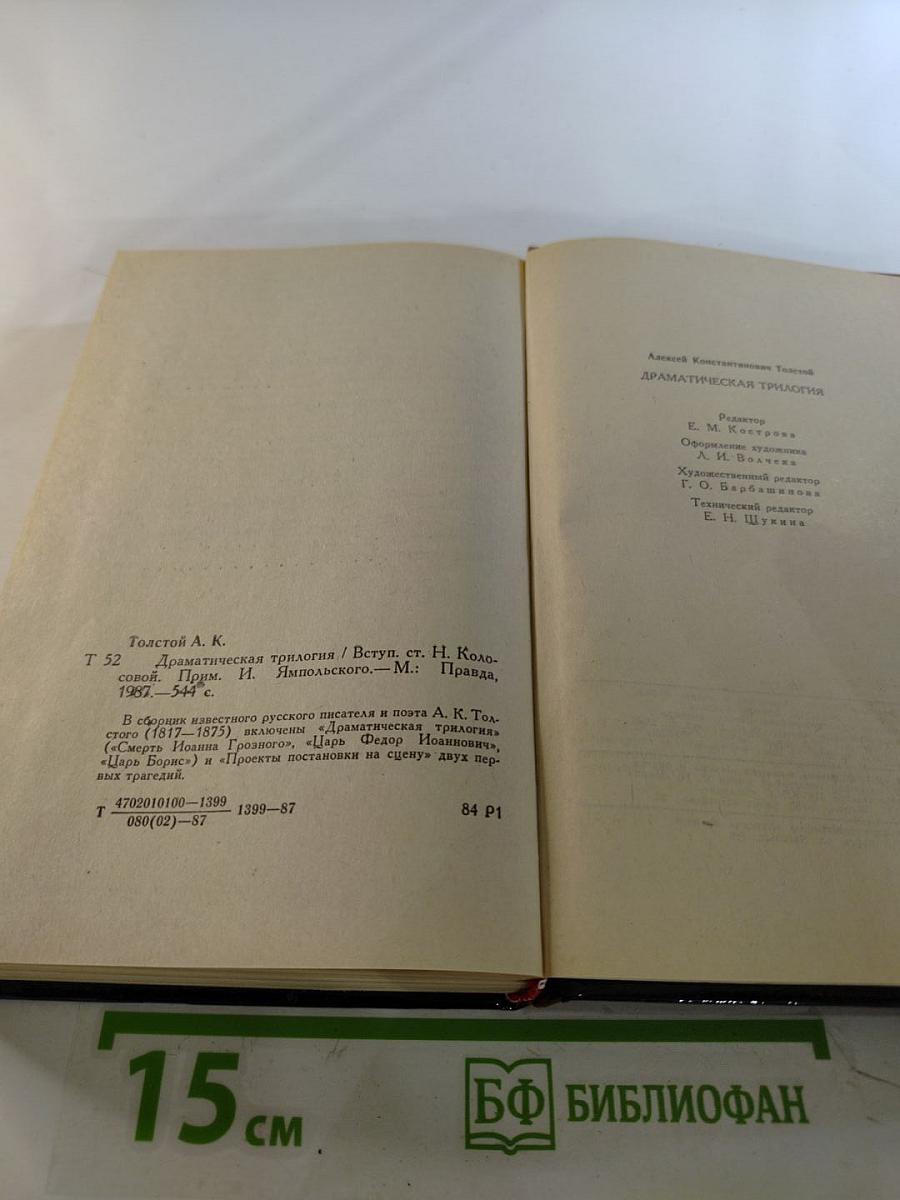 Толстой А. К.
Т 52 Драматическая трилогия / Вступ. ст. Н. Коло-
совой. Прим. И. Ямпольского.— М.: Правда,
1987.—544 с.
В сборник известного русского писателя и поэта А. К. Тол-
стого (1817—1875) включены «Драматическая трилогия»
(«Смерть Иоанна Грозного», «Царь Федор Иоаннович»,
«Царь Борис») и «Проекты постановки на сцену» двух пер-
вых трагедий.
Т 4702010100—1399 1399—87 84 Р1
080(02)—87
Алексей Константинович Толстой
ДРАМАТИЧЕСКАЯ ТРИЛОГИЯ
Редактор
Е. М. Кострова
Оформление художника
Л. И. Волчека
Художественный редактор
Г. О. Барбашинова
Технический редактор
Е. Н. Щукина
15 см
БФ БИБЛИОФАН